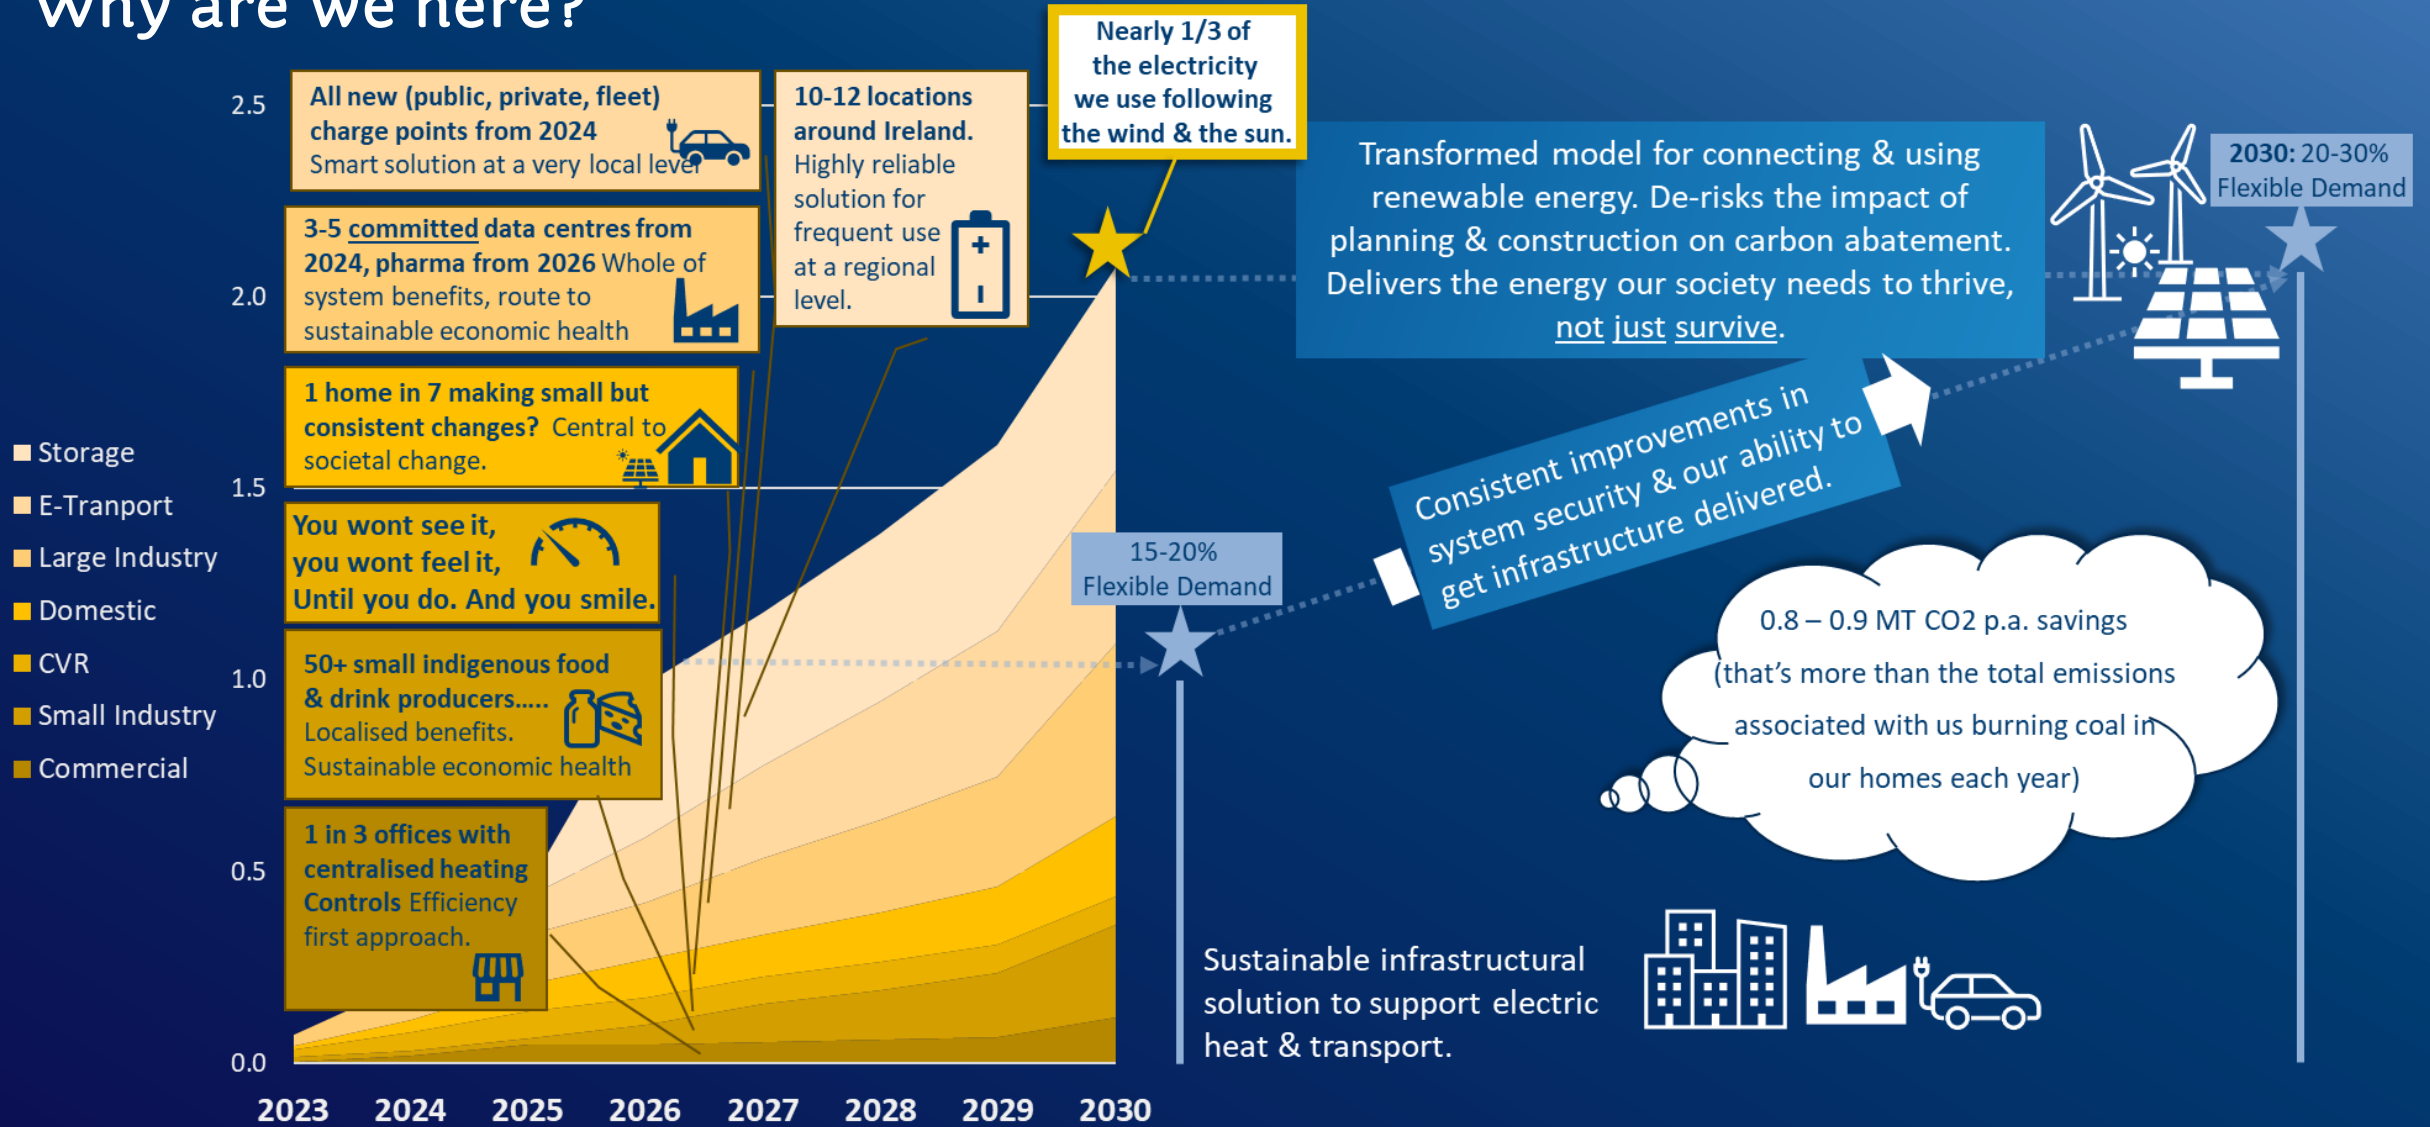 Why are we here?
Nearly 1/3 of
the electricity
we use following
the wind & the sun.
All new (public, private, fleet)
charge points from 2024
Smart solution at a very local level
10-12 locations
around Ireland.
Highly reliable
solution for
frequent use
at a regional
level.
3-5 committed data centres from
2024, pharma from 2026 Whole of
system benefits, route to
sustainable economic health
1 home in 7 making small but
consistent changes? Central to
societal change.
You wont see it,
you wont feel it,
Until you do. And you smile.
50+ small indigenous food
& drink producers.....
Localised benefits.
Sustainable economic health
1 in 3 offices with
centralised heating
Controls Efficiency
first approach.
Storage
E-Tranport
Large Industry
Domestic
CVR
Small Industry
Commercial
2.5
2.0
1.5
1.0
0.5
0.0
2023
2024
2025
2026
2027
2028
2029
2030
15-20%
Flexible Demand
Transformed model for connecting & using
renewable energy. De-risks the impact of
planning & construction on carbon abatement.
Delivers the energy our society needs to thrive,
not just survive.
2030: 20-30%
Flexible Demand
Consistent improvements in
system security & our ability to
get infrastructure delivered.
0.8 – 0.9 MT CO2 p.a. savings
(that's more than the total emissions
associated with us burning coal in
our homes each year)
Sustainable infrastructural
solution to support electric
heat & transport.